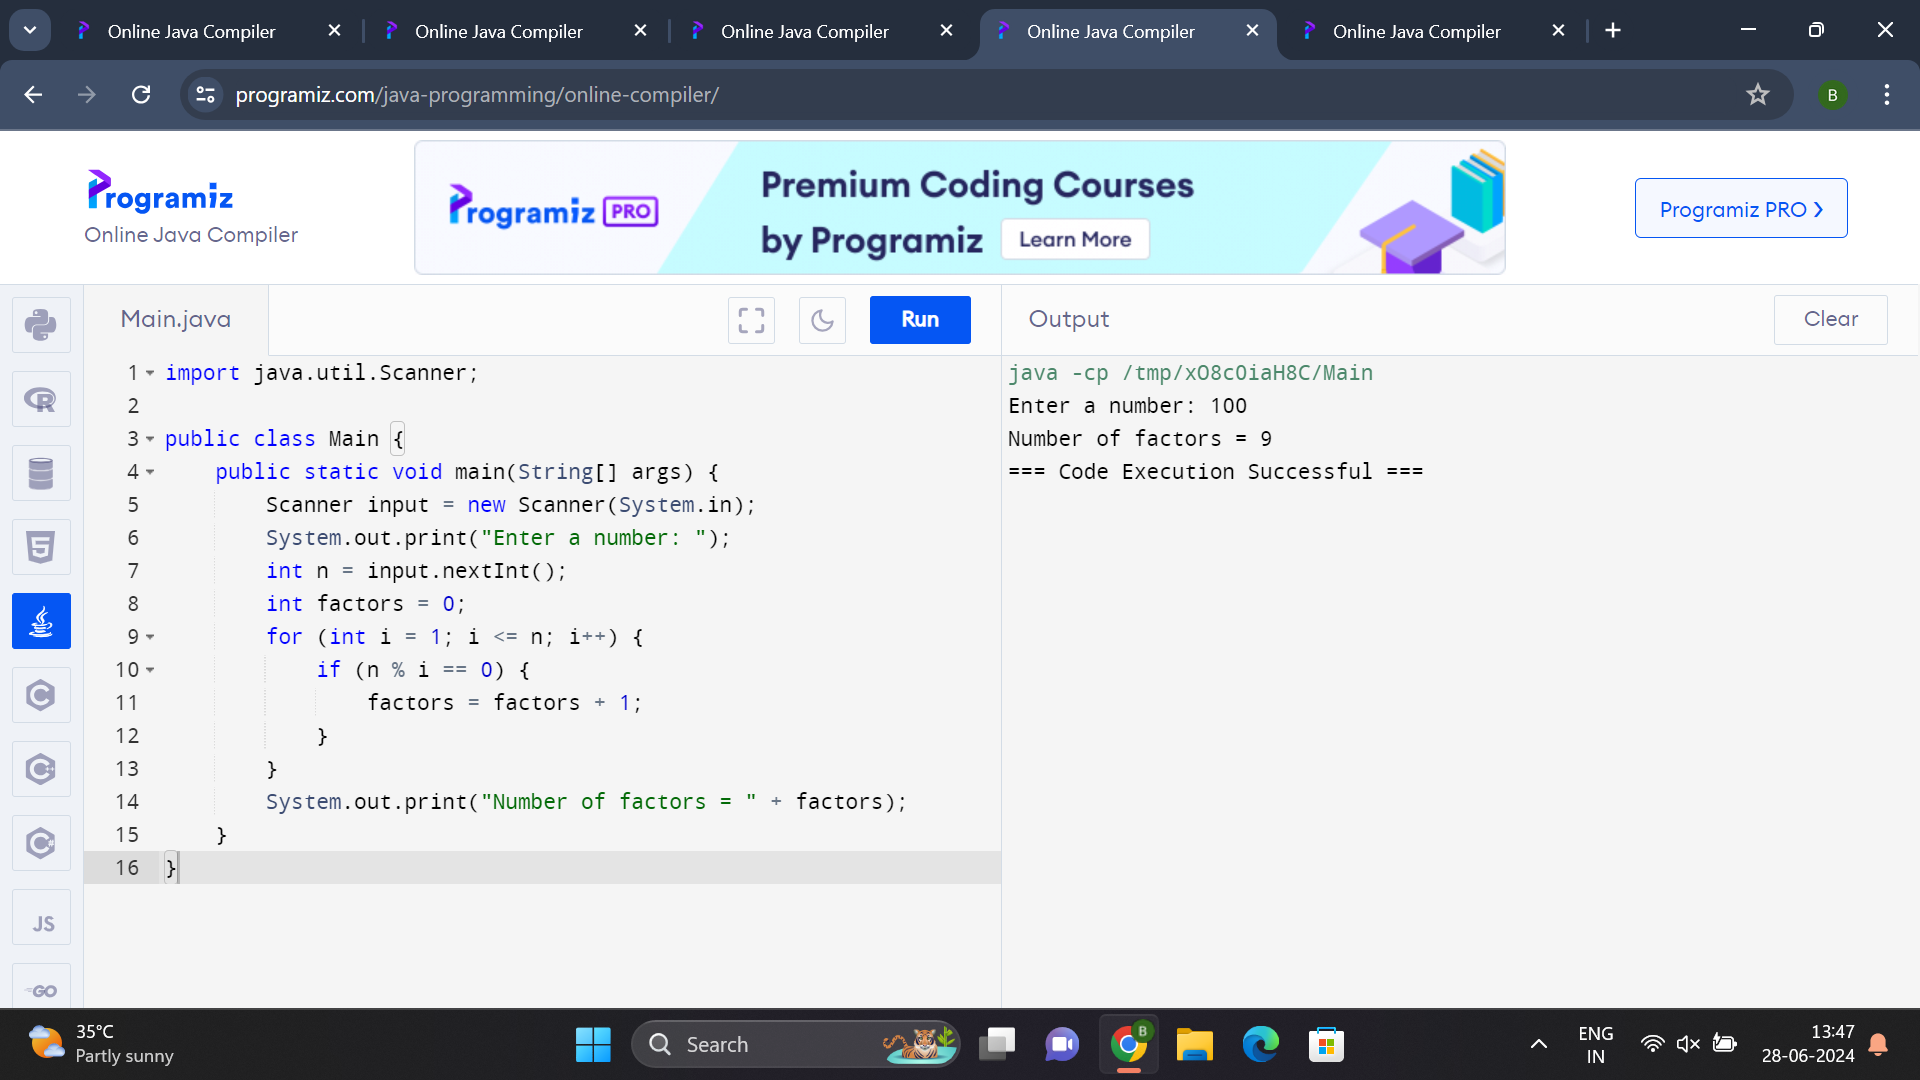 Online Java Compiler
Online Java Compiler
Online Java Compiler
Online Java Compiler
Online Java Compiler
programiz.com/java-programming/online-compiler/
B
Programiz
Online Java Compiler
Programiz PRO
Premium Coding Courses
by Programiz
Learn More
Programiz PRO
Main.java
Run
Output
Clear
1 import java.util.Scanner;
2
3 public class Main {
4 public static void main(String[] args) {
5 Scanner input = new Scanner(System.in);
6 System.out.print("Enter a number: ");
7 int n = input.nextInt();
8 int factors = 0;
9 for (int i = 1; i <= n; i++) {
10 if (n % i == 0) {
11 factors = factors + 1;
12 }
13 }
14 System.out.print("Number of factors = " + factors);
15 }
16 }
java -cp /tmp/xO8cOiaH8C/Main
Enter a number: 100
Number of factors = 9
=== Code Execution Successful ===
R
5
C
C++
C#
JS
GO
35°C
Partly sunny
Search
B
ENG
IN
13:47
28-06-2024